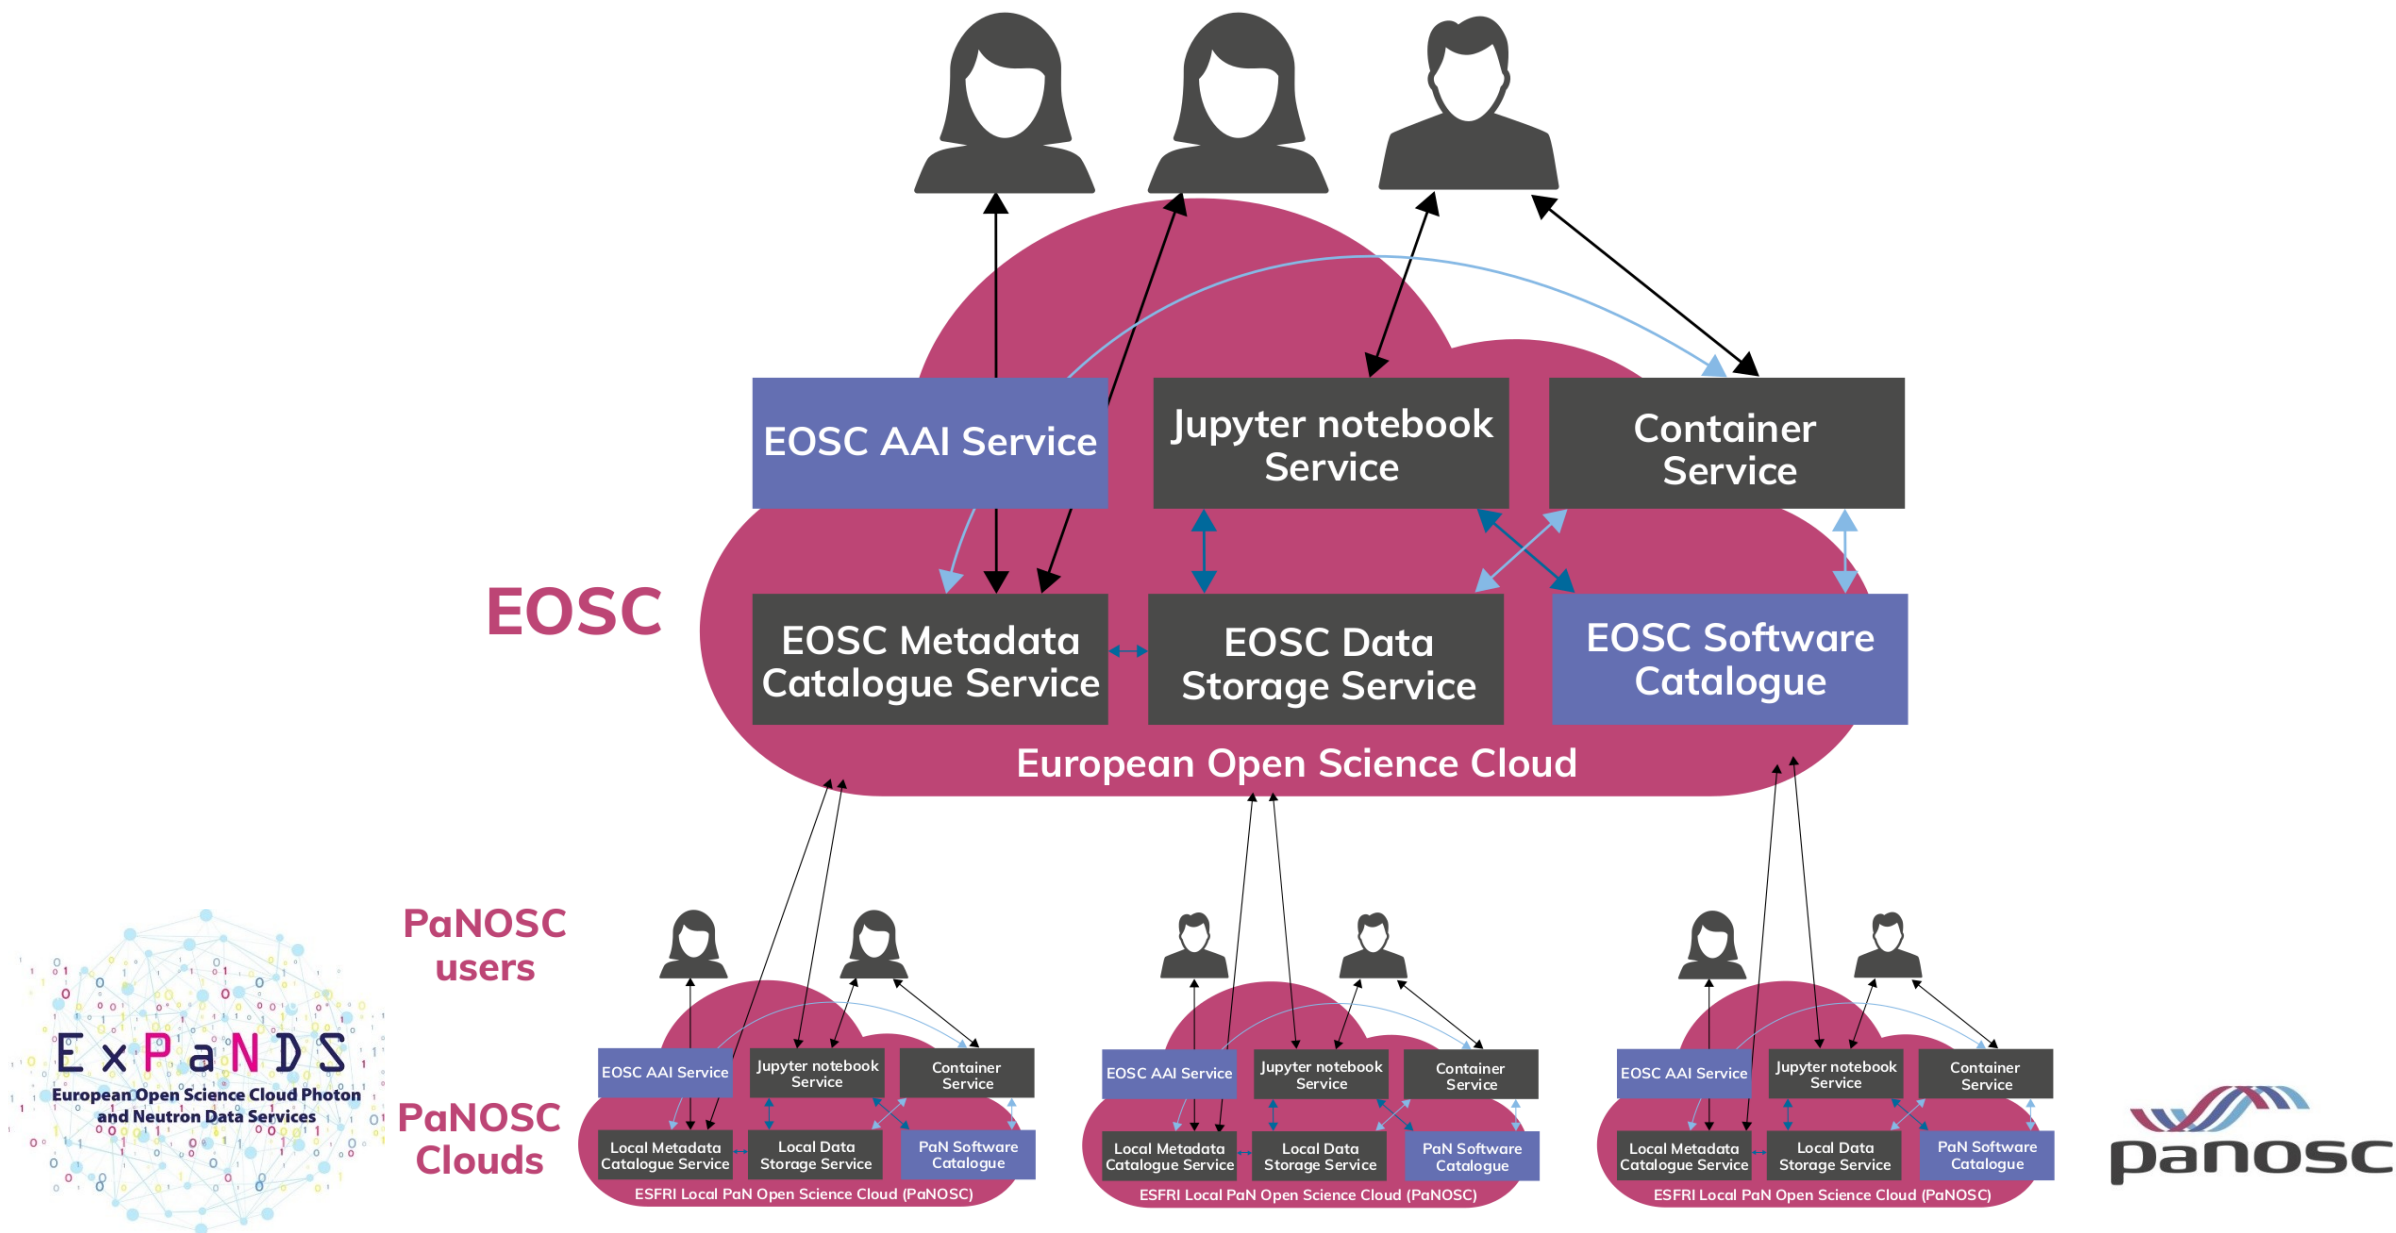 EOSC AAI Service
Jupyter notebook
Service
Container
Service
EOSC
EOSC Metadata
Catalogue Service
EOSC Data
Storage Service
EOSC Software
Catalogue
European Open Science Cloud
PaNOSC
users
PaNOSC
Clouds
ExPaNDS
European Open Science Cloud Photon
and Neutron Data Services
EOSC AAI Service
Jupyter notebook
Service
Container
Service
Local Metadata
Catalogue Service
Local Data
Storage Service
PaN Software
Catalogue
ESFRI Local PaN Open Science Cloud (PaNOSC)
EOSC AAI Service
Jupyter notebook
Service
Container
Service
Local Metadata
Catalogue Service
Local Data
Storage Service
PaN Software
Catalogue
ESFRI Local PaN Open Science Cloud (PaNOSC)
EOSC AAI Service
Jupyter notebook
Service
Container
Service
Local Metadata
Catalogue Service
Local Data
Storage Service
PaN Software
Catalogue
ESFRI Local PaN Open Science Cloud (PaNOSC)
panosc